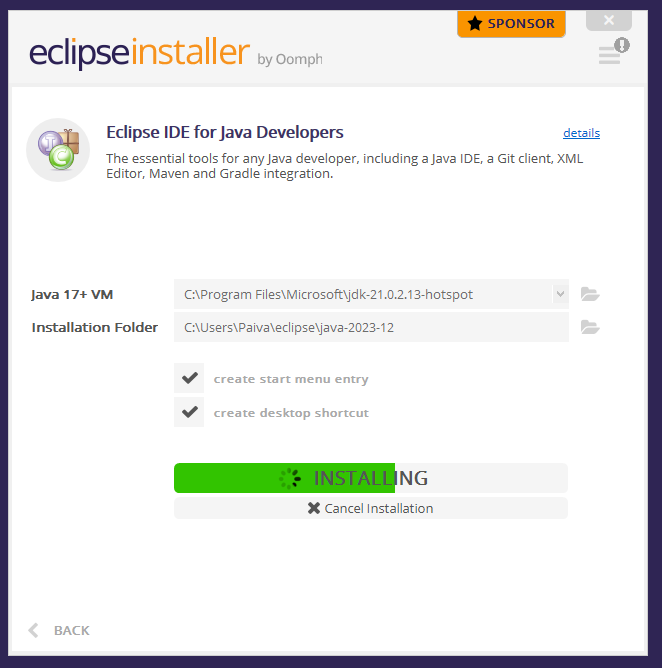 SPONSOR
eclipseinstaller by Oomph
Eclipse IDE for Java Developers
details
The essential tools for any Java developer, including a Java IDE, a Git client, XML
Editor, Maven and Gradle integration.
Java 17+ VM
C:\Program Files\Microsoft\jdk-21.0.2.13-hotspot
Installation Folder
C:\Users\Paiva\eclipse\java-2023-12
create start menu entry
create desktop shortcut
INSTALLING
Cancel Installation
BACK